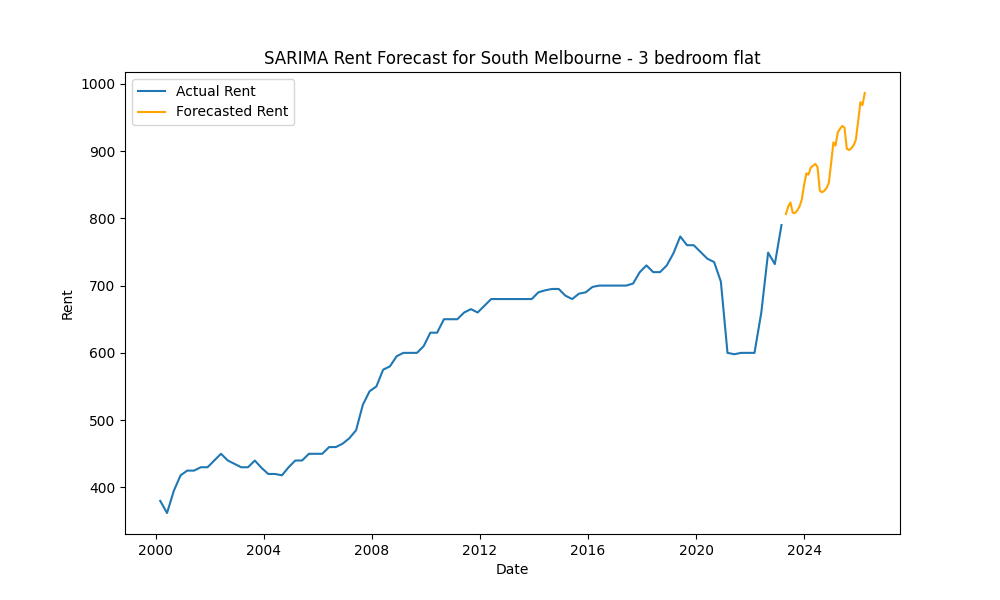 SARIMA Rent Forecast for South Melbourne - 3 bedroom flat
Actual Rent
Forecasted Rent
1000
900
800
700
600
500
400
Rent
2000 2004 2008 2012 2016 2020 2024
Date